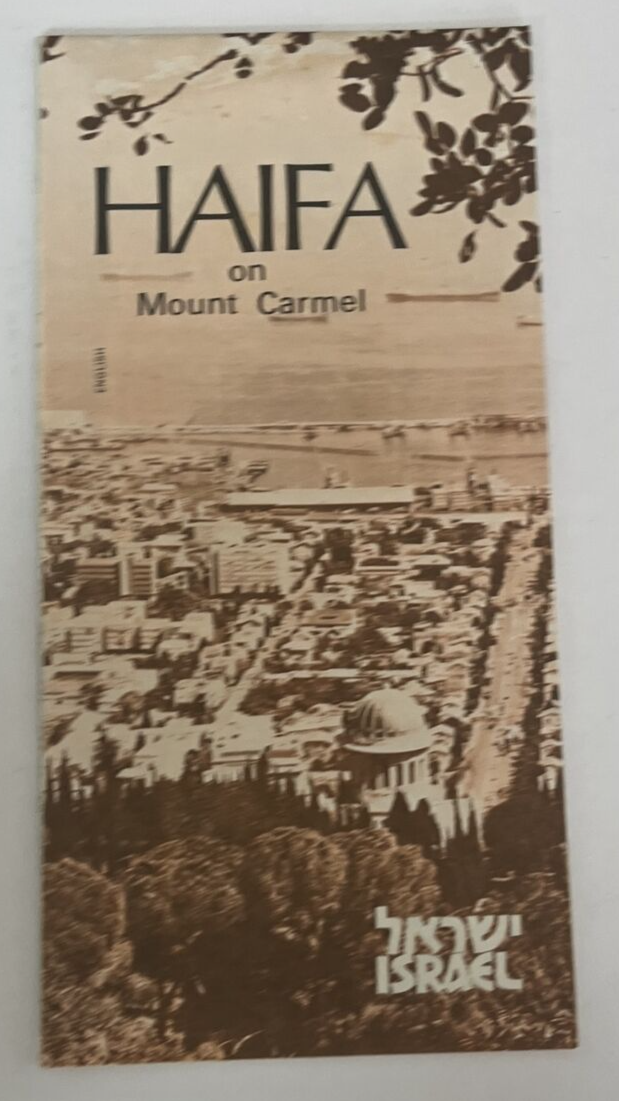 HAIFA
on
Mount Carmel
ENGLISH
ישראל
ISRAEL